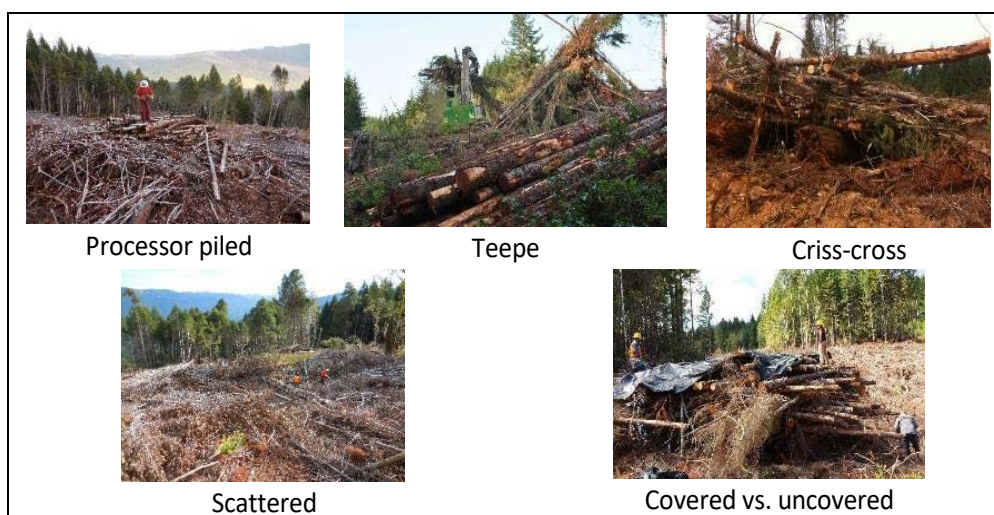 Processor piled
Teepe
Criss-cross
Scattered
Covered vs. uncovered